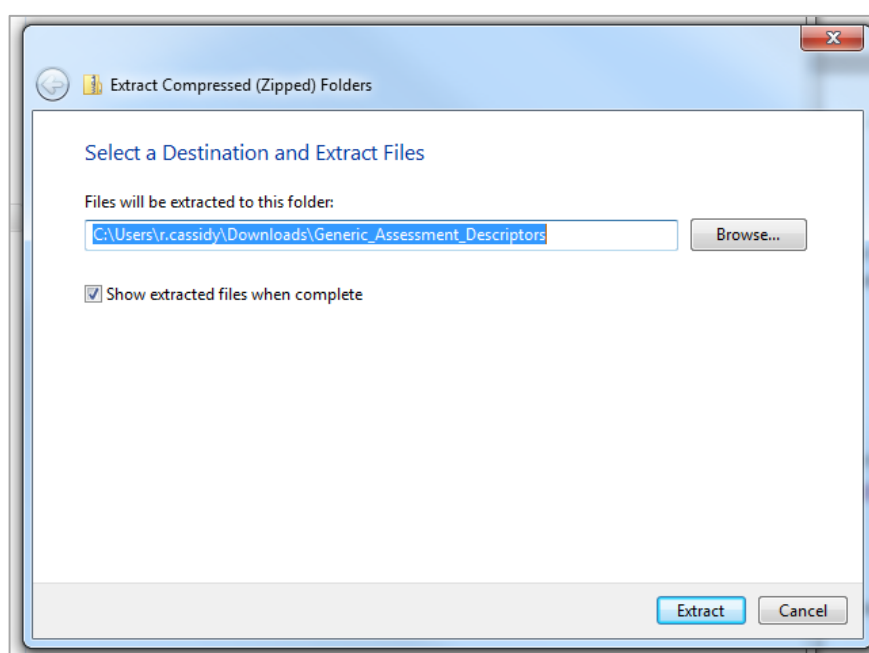 Extract Compressed (Zipped) Folders
Select a Destination and Extract Files
Files will be extracted to this folder:
C:\Users\r.cassidy\Downloads\Generic_Assessment_Descriptors
Browse...
Show extracted files when complete
Extract
Cancel